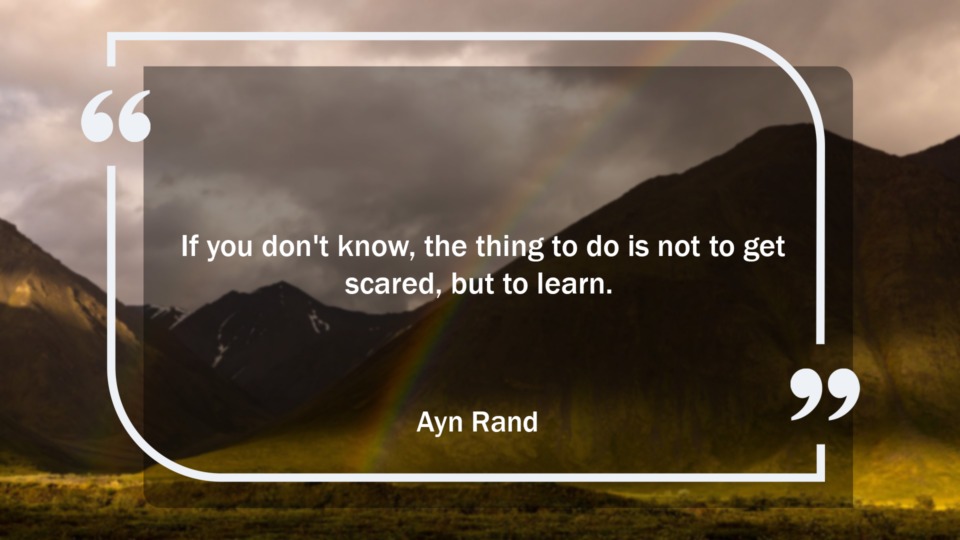 “
If you don't know, the thing to do is not to get
scared, but to learn.
”
Ayn Rand